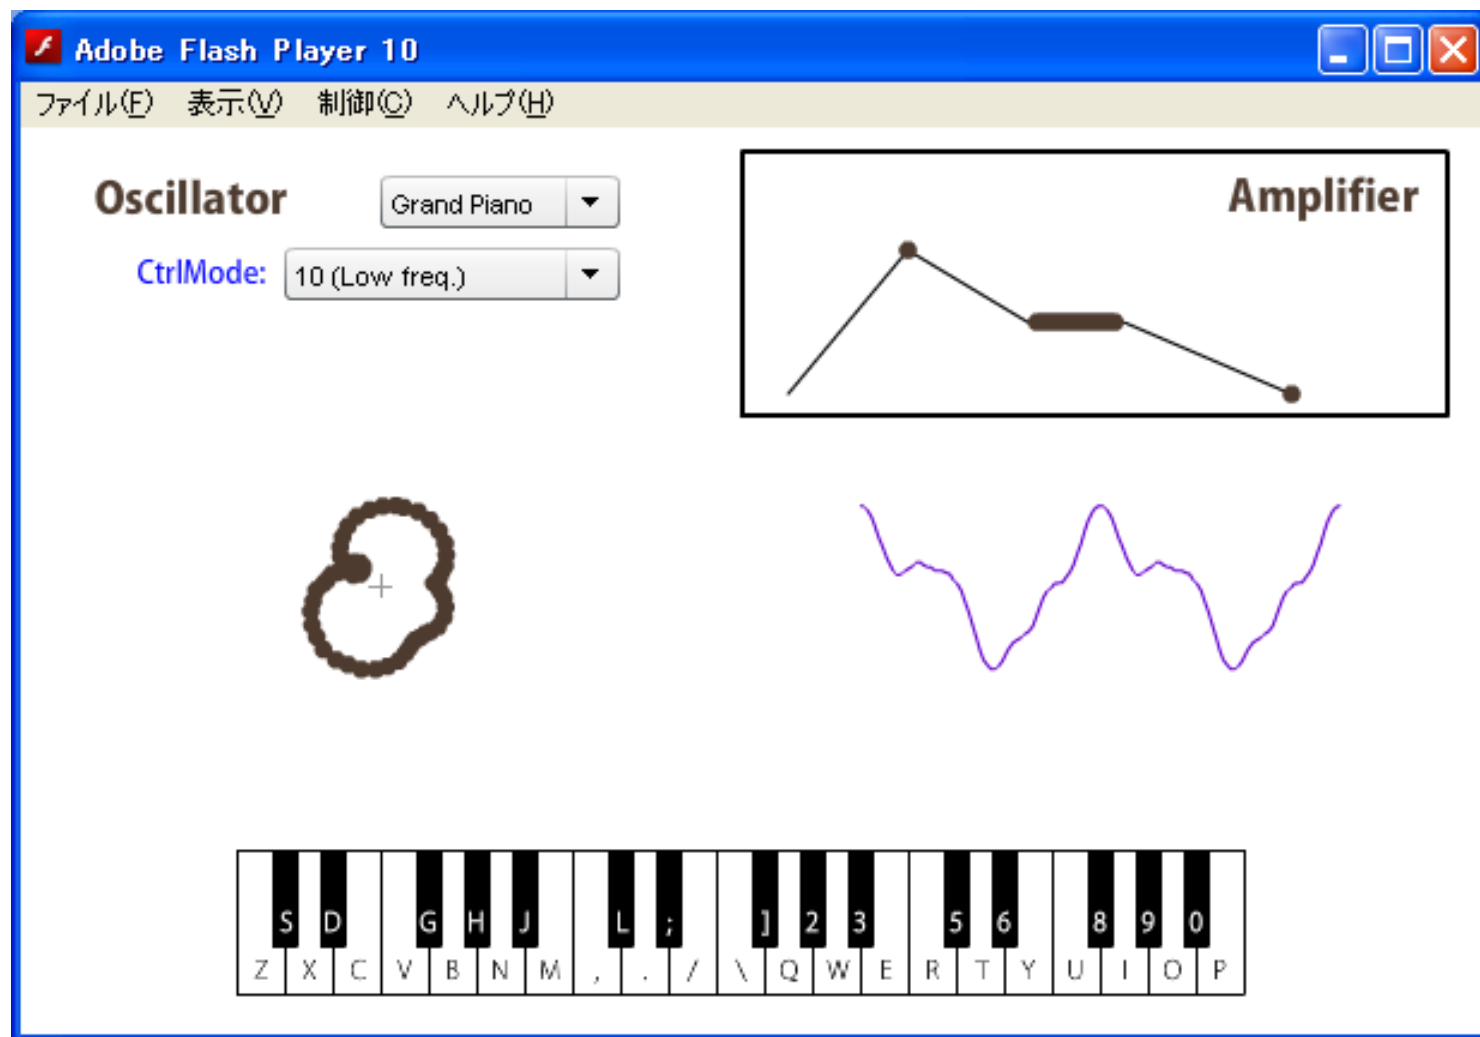 Adobe Flash Player 10
ファイル(F) 表示(V) 制御(C) ヘルプ(H)
Oscillator
Grand Piano
CtrlMode:
10 (Low freq.)
Amplifier
S D G H J L ; ] 2 3 5 6 8 9 0
Z X C V B N M , . / \ Q W E R T Y U I O P